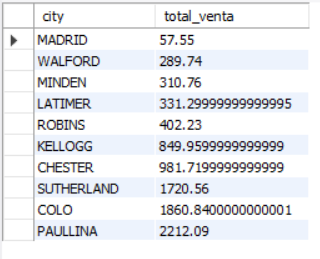 city total_venta
MADRID 57.55
WALFORD 289.74
MINDEN 310.76
LATIMER 331.29999999999995
ROBINS 402.23
KELLOGG 849.9599999999999
CHESTER 981.7199999999999
SUTHERLAND 1720.56
COLO 1860.8400000000001
PAULLINA 2212.09